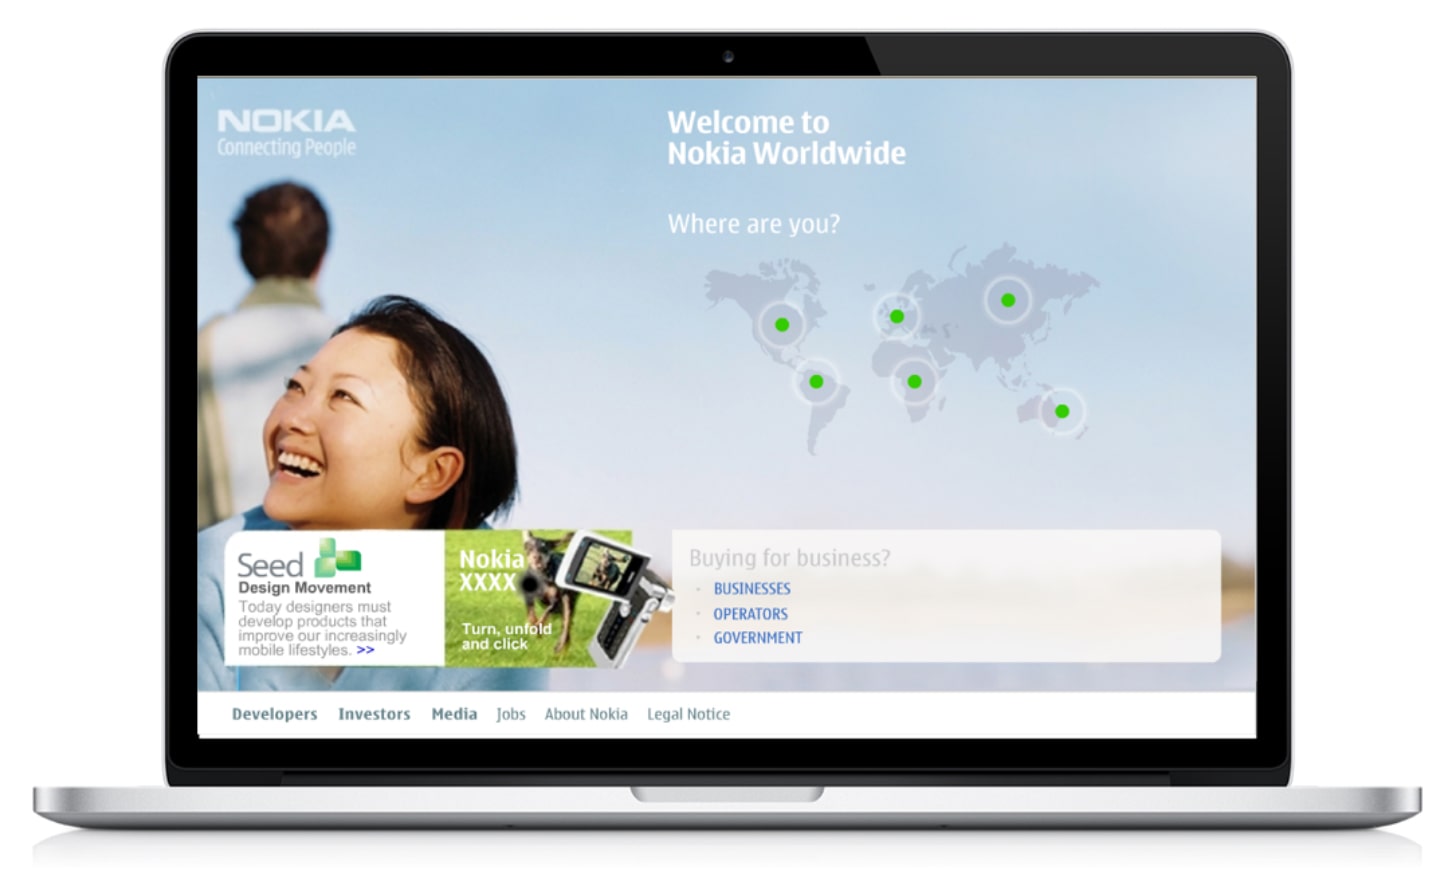 NOKIA
Connecting People
Welcome to
Nokia Worldwide
Where are you?
Seed
Design Movement
Today designers must
develop products that
improve our increasingly
mobile lifestyles. >>
Nokia
XXXX
Turn, unfold
and click
Buying for business?
BUSINESSES
OPERATORS
GOVERNMENT
Developers Investors Media Jobs About Nokia Legal Notice